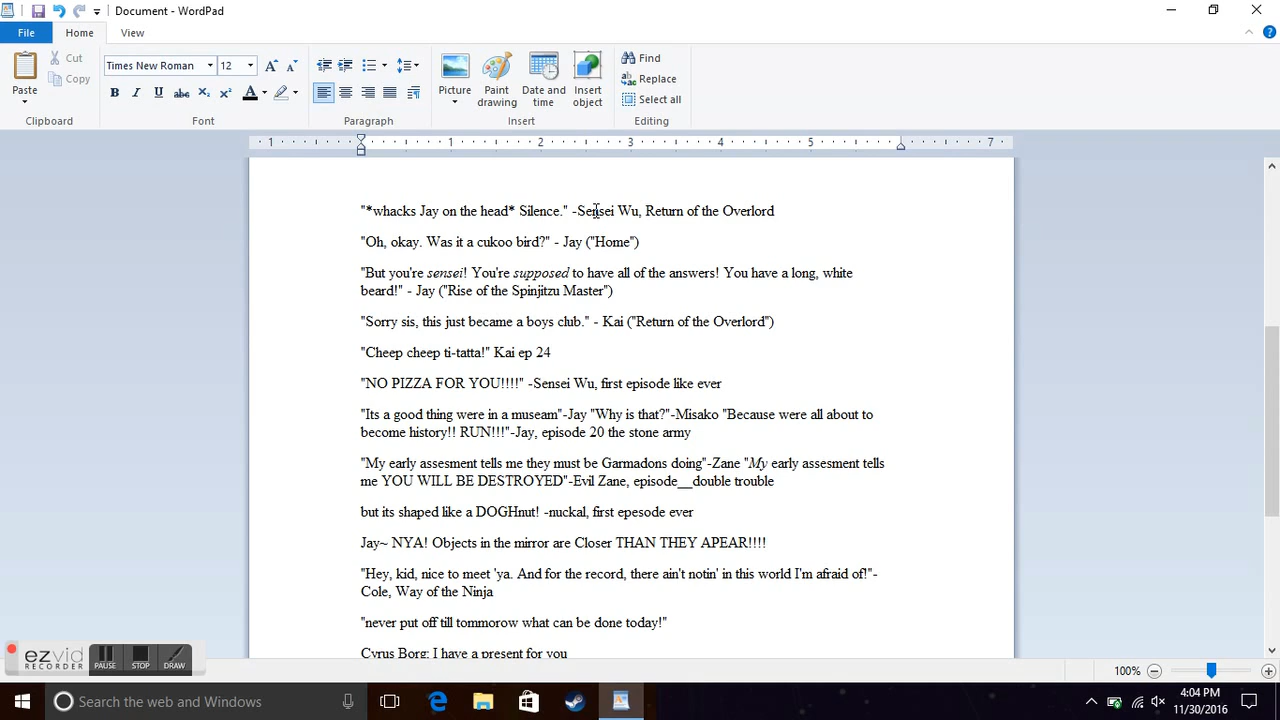 Document - WordPad
File Home View
Paste Cut Copy Clipboard
Times New Roman 12
B I U abc X₂ X² A
Font
Paragraph
Picture Paint drawing Date and time Insert object
Insert
Find
Replace
Select all
Editing
1 1 2 3 4 5 7
"*whacks Jay on the head* Silence." -Sensei Wu, Return of the Overlord
"Oh, okay. Was it a cukoo bird?" - Jay ("Home")
"But you're sensei! You're supposed to have all of the answers! You have a long, white
beard!" - Jay ("Rise of the Spinjitzu Master")
"Sorry sis, this just became a boys club." - Kai ("Return of the Overlord")
"Cheep cheep ti-tatta!" Kai ep 24
"NO PIZZA FOR YOU!!!!" -Sensei Wu, first episode like ever
"Its a good thing were in a museam"-Jay "Why is that?"-Misako "Because were all about to
become history!! RUN!!!"-Jay, episode 20 the stone army
"My early assesment tells me they must be Garmadons doing"-Zane "My early assesment tells
me YOU WILL BE DESTROYED"-Evil Zane, episode__double trouble
but its shaped like a DOGHnut! -nuckal, first epesode ever
Jay~ NYA! Objects in the mirror are Closer THAN THEY APEAR!!!!
"Hey, kid, nice to meet 'ya. And for the record, there ain't notin' in this world I'm afraid of!"-
Cole, Way of the Ninja
"never put off till tommorow what can be done today!"
Cyrus Borg: I have a present for you
ezvid RECORDER PAUSE STOP DRAW
100%
Search the web and Windows
4:04 PM
11/30/2016